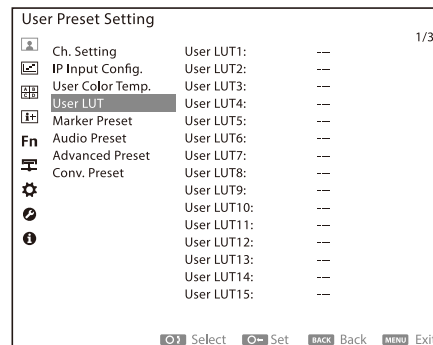 User Preset Setting
1/3
Ch. Setting User LUT1: ---
IP Input Config. User LUT2: ---
User Color Temp. User LUT3: ---
User LUT User LUT4: ---
Marker Preset User LUT5: ---
Audio Preset User LUT6: ---
Advanced Preset User LUT7: ---
Conv. Preset User LUT8: ---
User LUT9: ---
User LUT10: ---
User LUT11: ---
User LUT12: ---
User LUT13: ---
User LUT14: ---
User LUT15: ---
A B
C D
i+
Fn
Select Set BACK Back MENU Exit